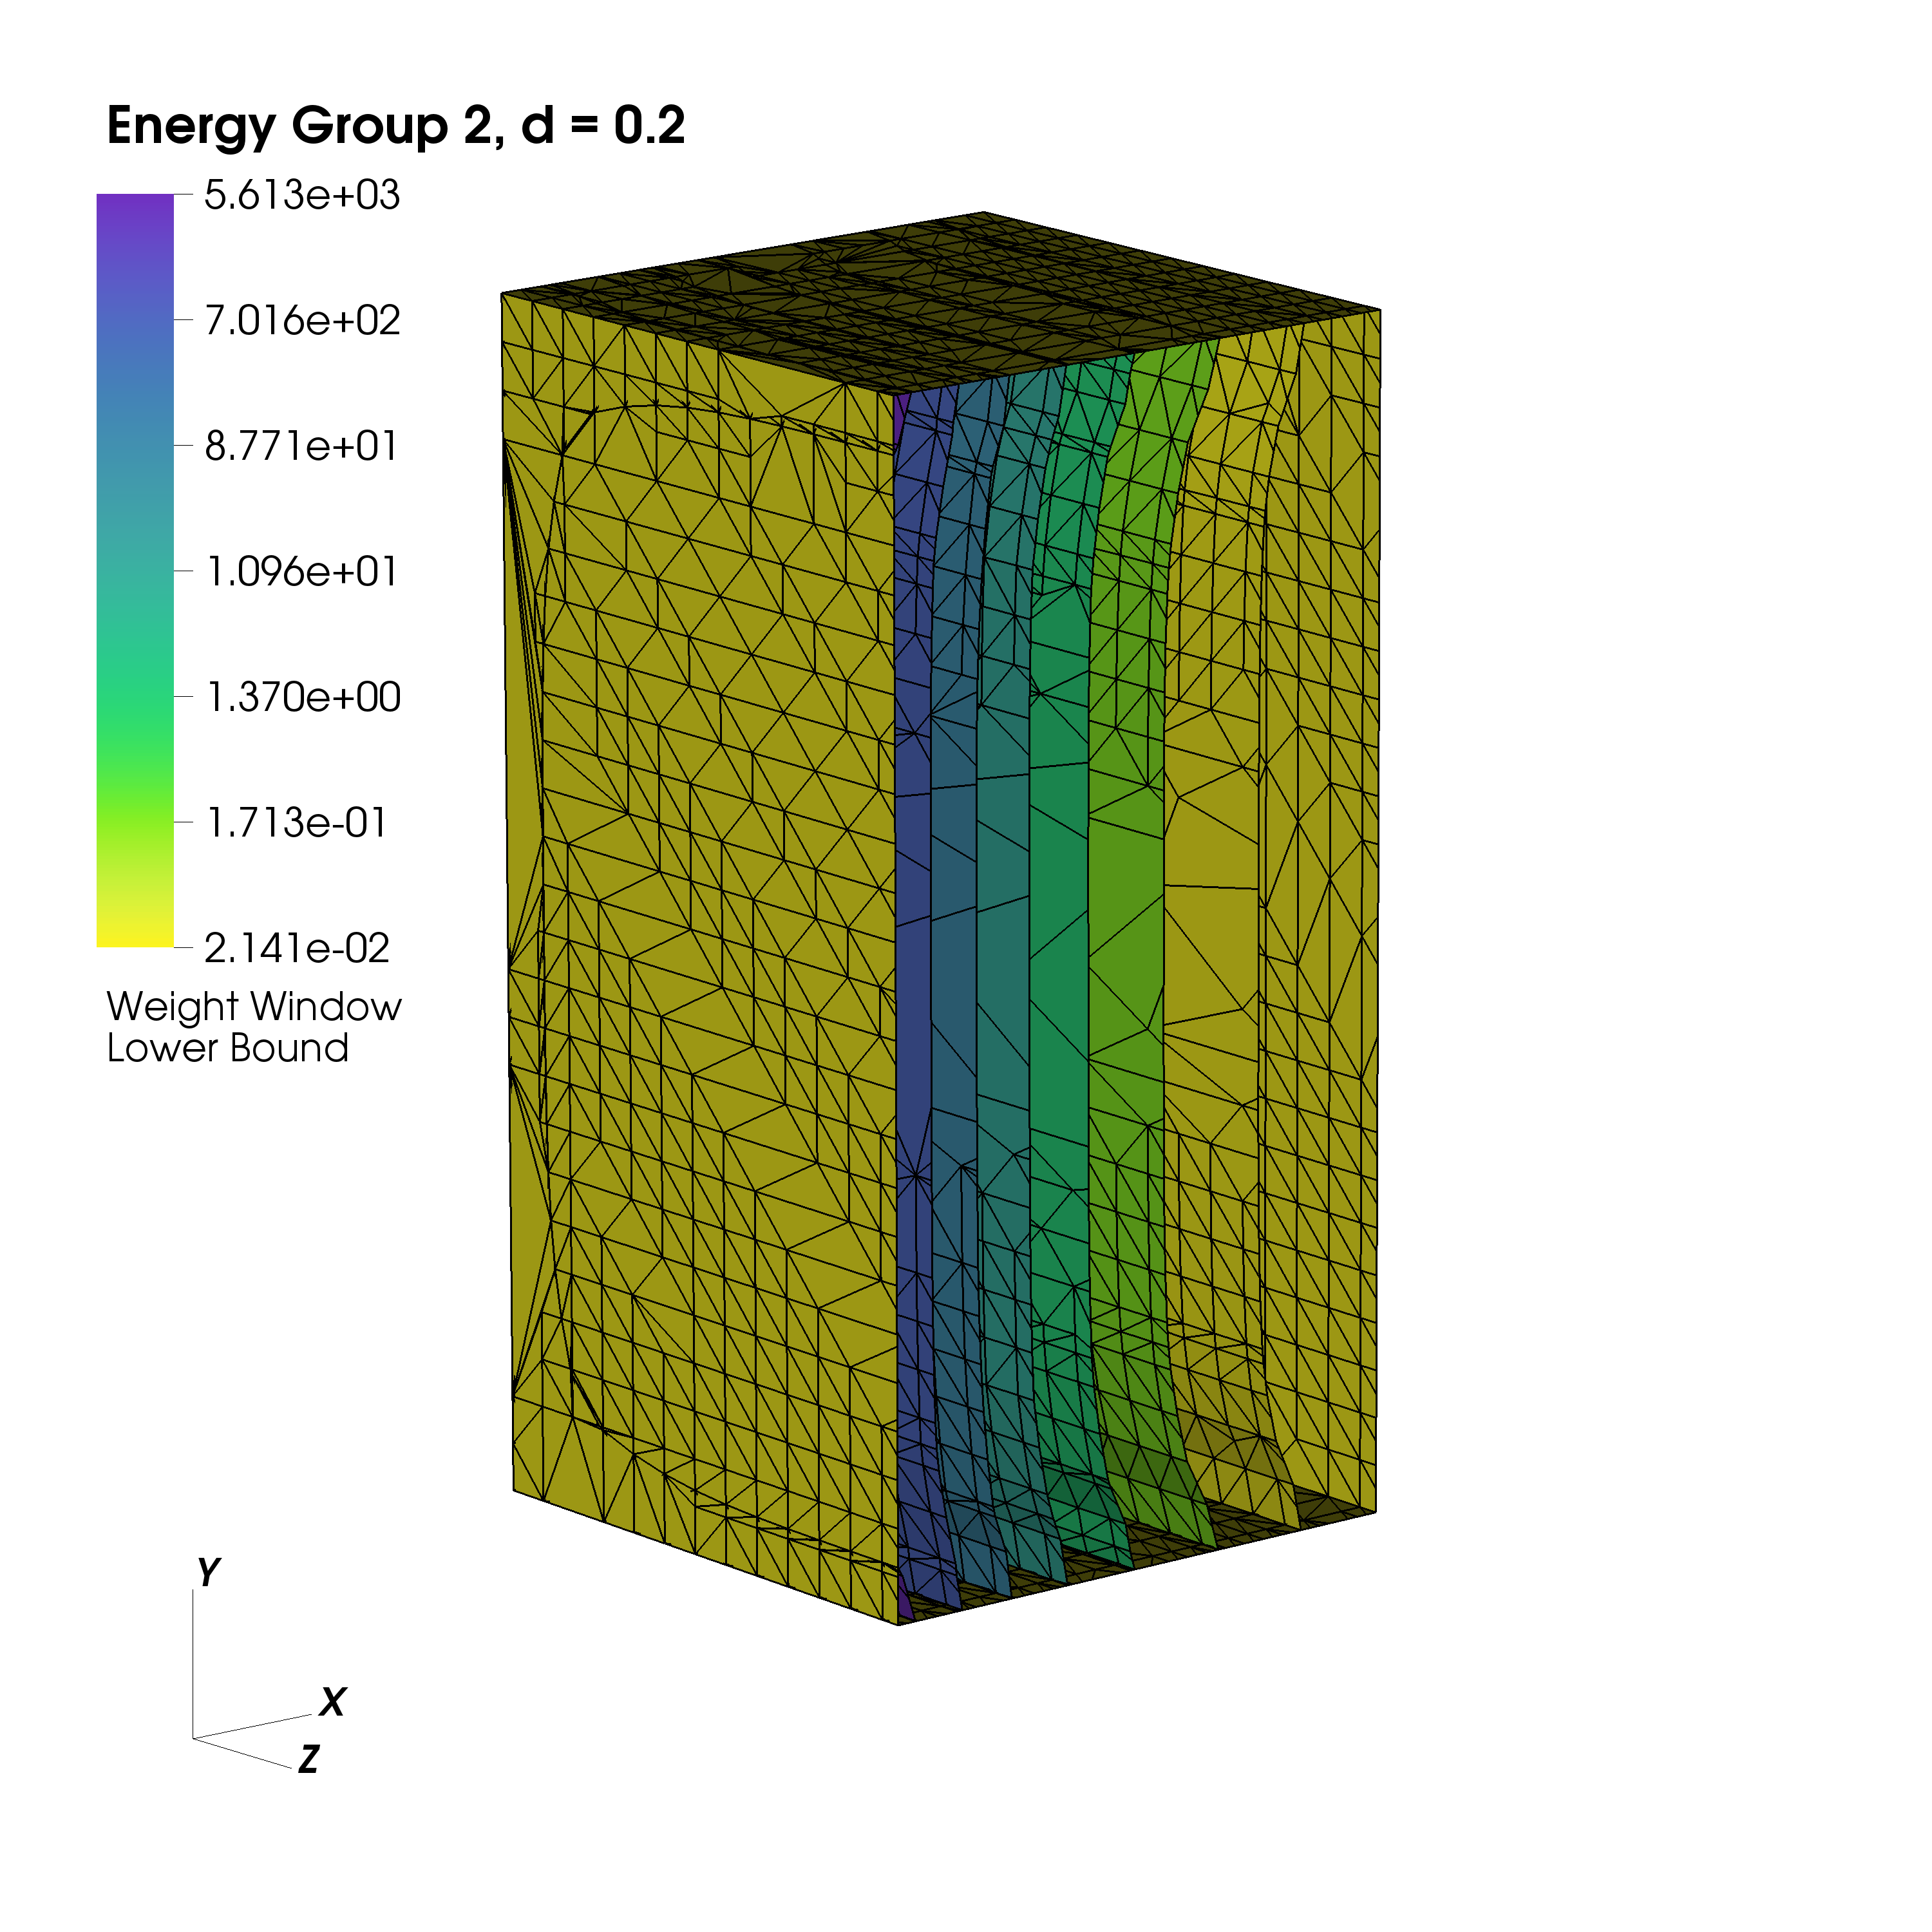 Energy Group 2, d = 0.2
5.613e+03
7.016e+02
8.771e+01
1.096e+01
1.370e+00
1.713e-01
2.141e-02
Weight Window
Lower Bound
Y
X
Z